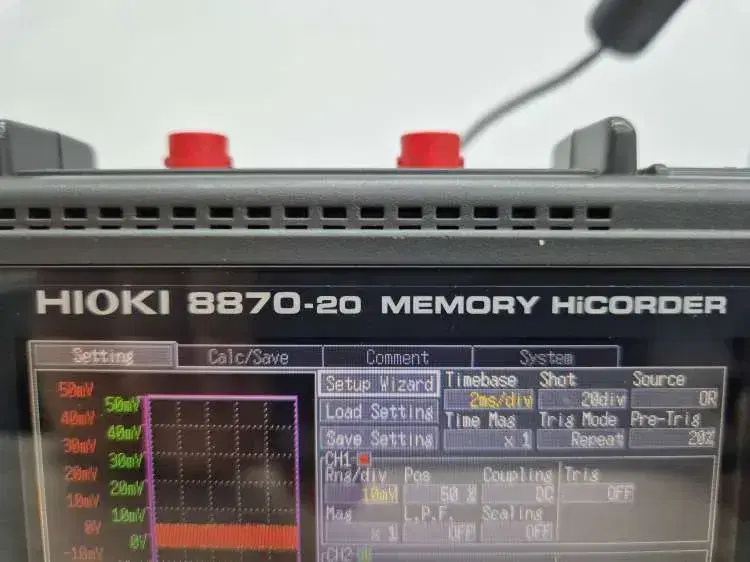 HIOKI 8870-20 MEMORY HiCORDER
Setting Calc/Save Comment System
Setup Wizard Timebase Shot Source
2ms/div 20div OR
Load Setting Time Mag Trig Mode Pre-Trig
Save Setting x 1 Repeat 20%
50mV 50mV
40mV 40mV
30mV 30mV
20mV 20mV
10mV 10mV
0V 0V
-10mV
CH1
Rng/div Pos Coupling Trig
10mV 50 % DC OFF
Mag L.P.F. Scaling
x 1 OFF OFF
CH2